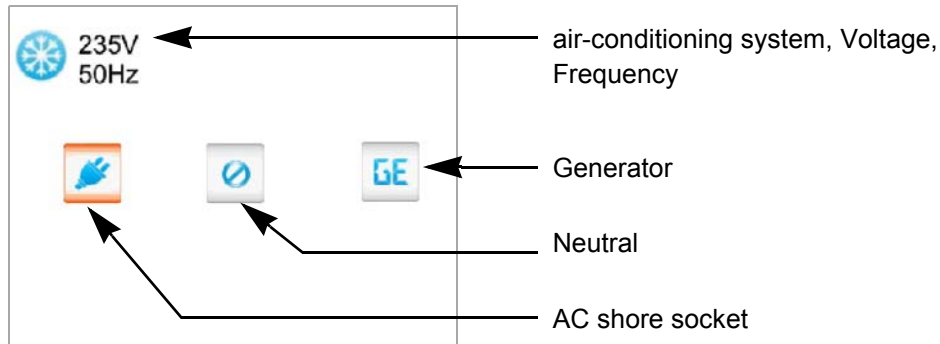 235V
50Hz
air-conditioning system, Voltage,
Frequency
GE
Generator
Neutral
AC shore socket